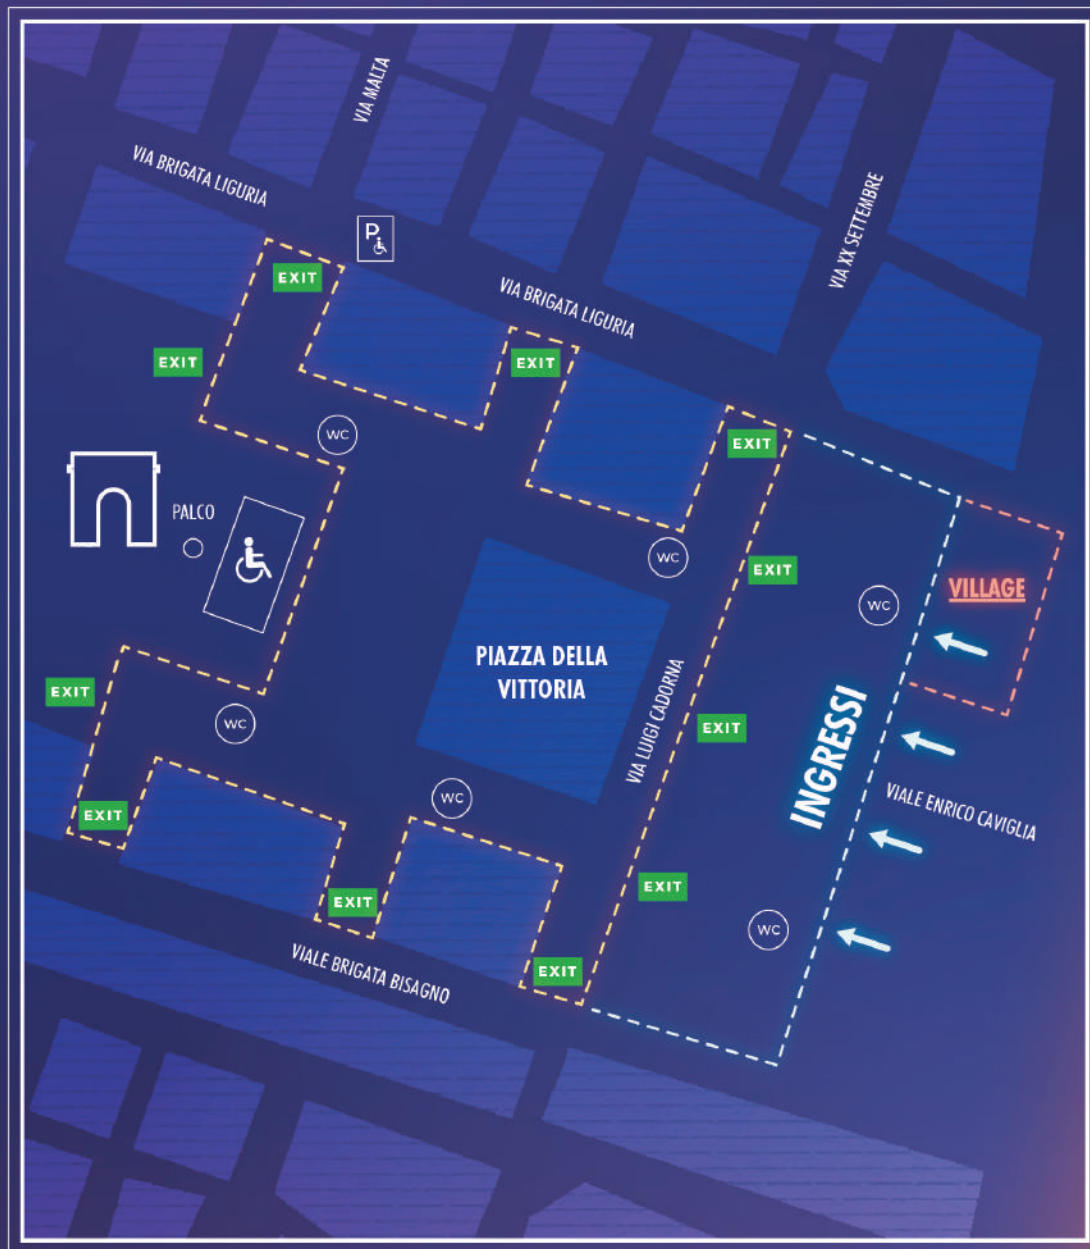 VIA MALTA
VIA BRIGATA LIGURIA
VIA XX SETTEMBRE
P
EXIT
VIA BRIGATA LIGURIA
EXIT
EXIT
WC
EXIT
PALCO
WC
EXIT
VILLAGE
WC
PIAZZA DELLA
VITTORIA
EXIT
VIA LUIGI CADORNA
WC
EXIT
INGRESSI
WC
VIALE ENRICO CAVIGLIA
EXIT
EXIT
EXIT
WC
VIALE BRIGATA BISAGNO
EXIT